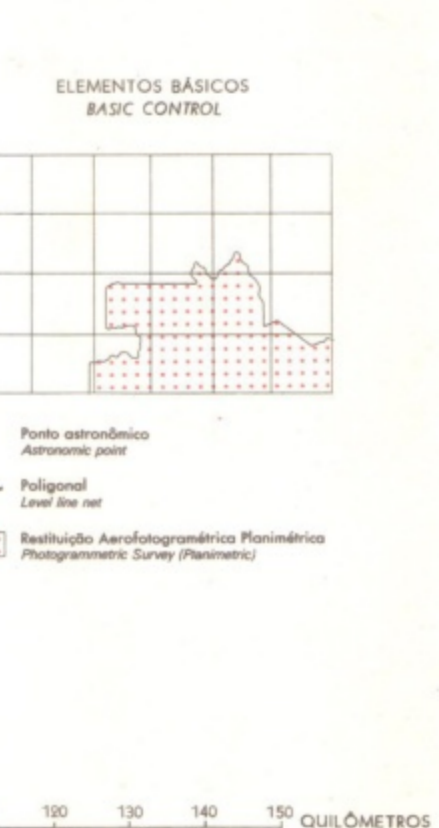 ELEMENTOS BÁSICOS
BASIC CONTROL
Ponto astronômico
Astronomic point
Poligonal
Level line net
Restituição Aerofotogramétrica Planimétrica
Photogrammetric Survey (Planimetric)
120 130 140 150 QUILÔMETROS